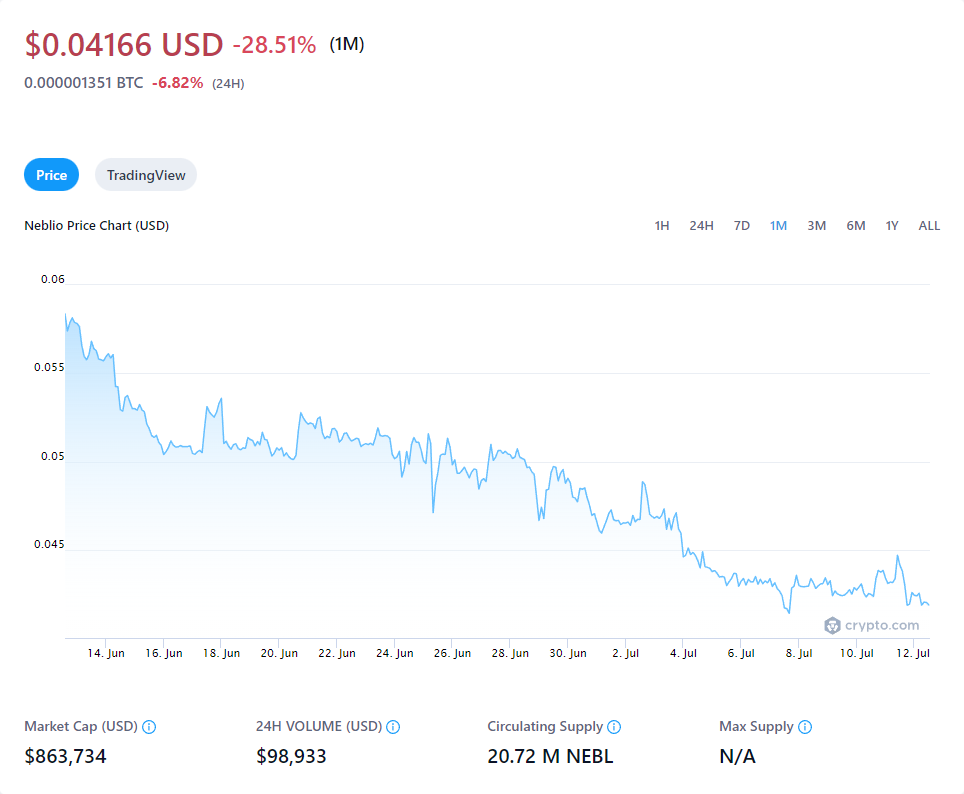 $0.04166 USD -28.51% (1M)
0.000001351 BTC -6.82% (24H)
Price TradingView
Neblio Price Chart (USD) 1H 24H 7D 1M 3M 6M 1Y ALL
0.06
0.055
0.05
0.045
crypto.com
14. Jun 16. Jun 18. Jun 20. Jun 22. Jun 24. Jun 26. Jun 28. Jun 30. Jun 2. Jul 4. Jul 6. Jul 8. Jul 10. Jul 12. Jul
Market Cap (USD) 24H VOLUME (USD) Circulating Supply Max Supply
$863,734 $98,933 20.72 M NEBL N/A